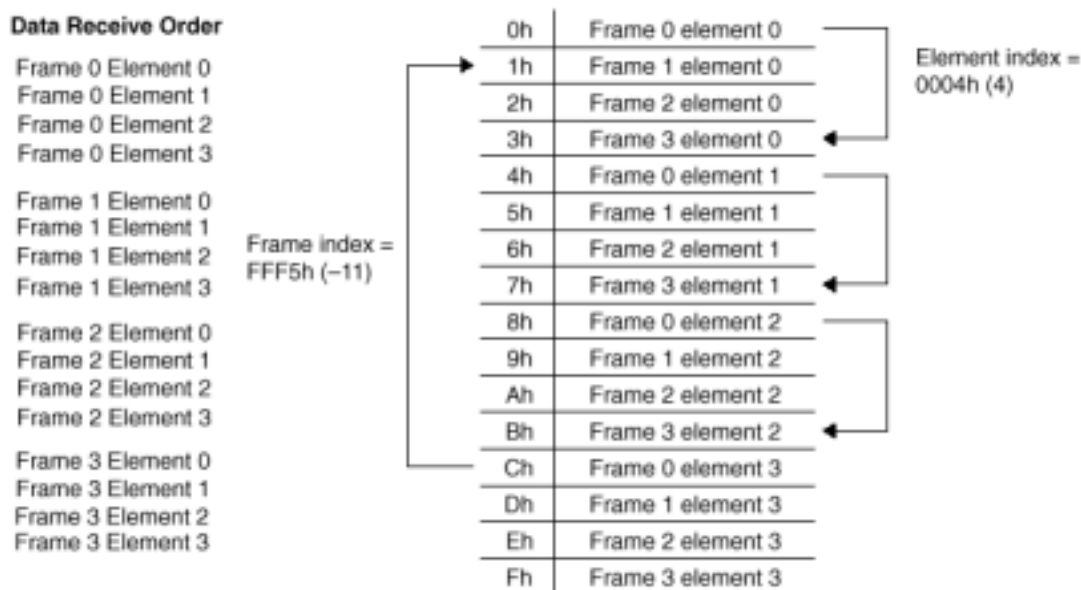 Data Receive Order
Frame 0 Element 0
Frame 0 Element 1
Frame 0 Element 2
Frame 0 Element 3
Frame 1 Element 0
Frame 1 Element 1
Frame 1 Element 2
Frame 1 Element 3
Frame 2 Element 0
Frame 2 Element 1
Frame 2 Element 2
Frame 2 Element 3
Frame 3 Element 0
Frame 3 Element 1
Frame 3 Element 2
Frame 3 Element 3
Frame index =
FFF5h (–11)
0h Frame 0 element 0
1h Frame 1 element 0
2h Frame 2 element 0
3h Frame 3 element 0
4h Frame 0 element 1
5h Frame 1 element 1
6h Frame 2 element 1
7h Frame 3 element 1
8h Frame 0 element 2
9h Frame 1 element 2
Ah Frame 2 element 2
Bh Frame 3 element 2
Ch Frame 0 element 3
Dh Frame 1 element 3
Eh Frame 2 element 3
Fh Frame 3 element 3
Element index =
0004h (4)